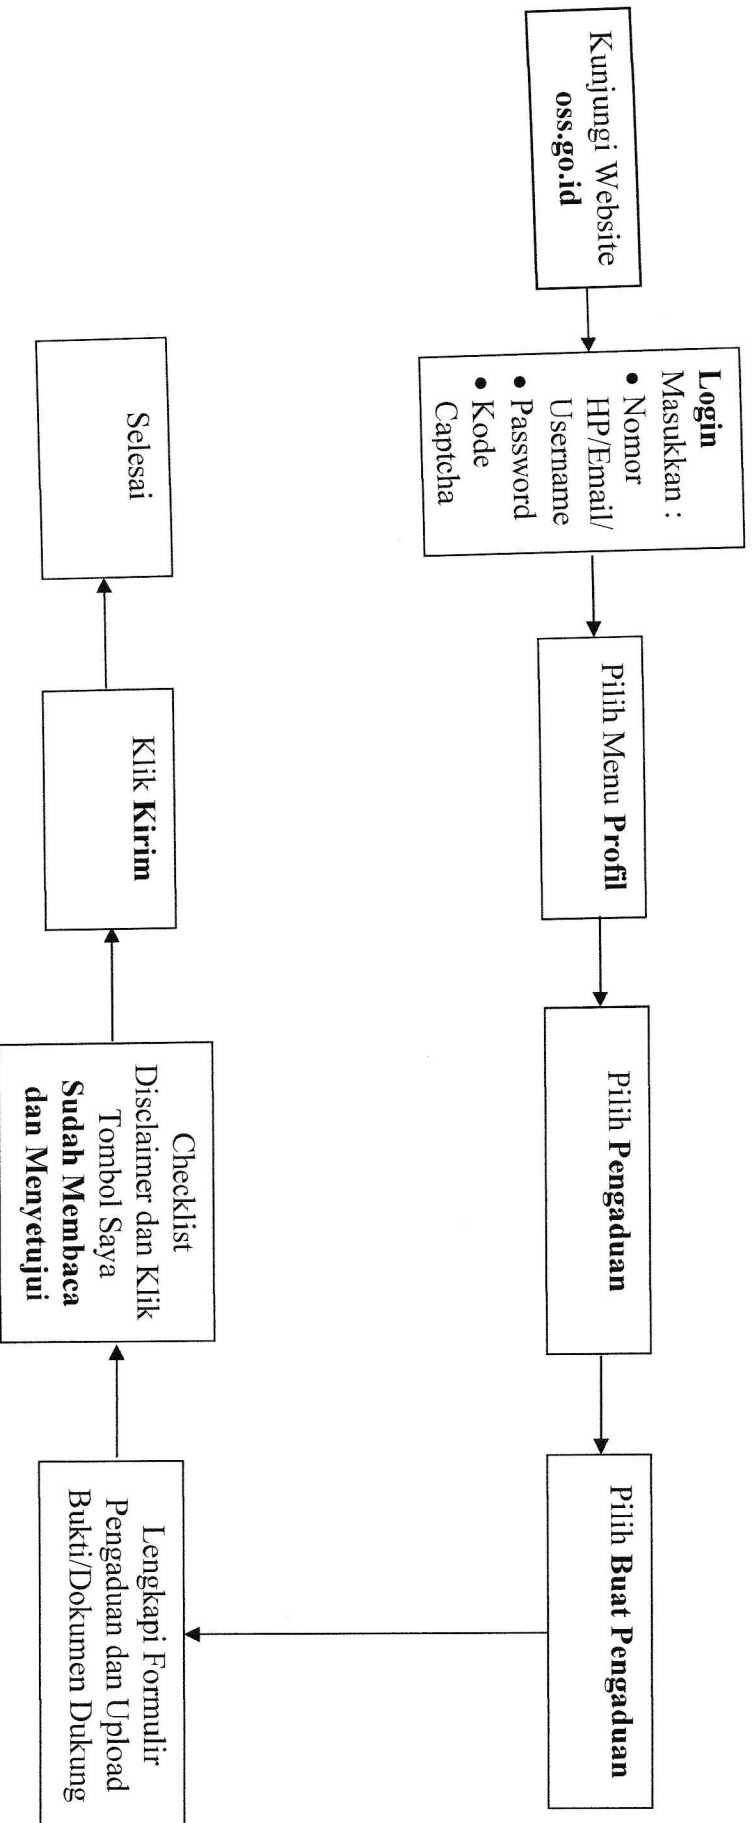 Kunjungi Website
oss.go.id
Login
Masukkan :
• Nomor
HP/Email/
Username
• Password
• Kode
Captcha
Pilih Menu Profil
Pilih Pengaduan
Pilih Buat Pengaduan
Lengkapi Formulir
Pengaduan dan Upload
Bukti/Dokumen Dukung
Checklist
Disclaimer dan Klik
Tombol Saya
Sudah Membaca
dan Menyetujui
Klik Kirim
Selesai